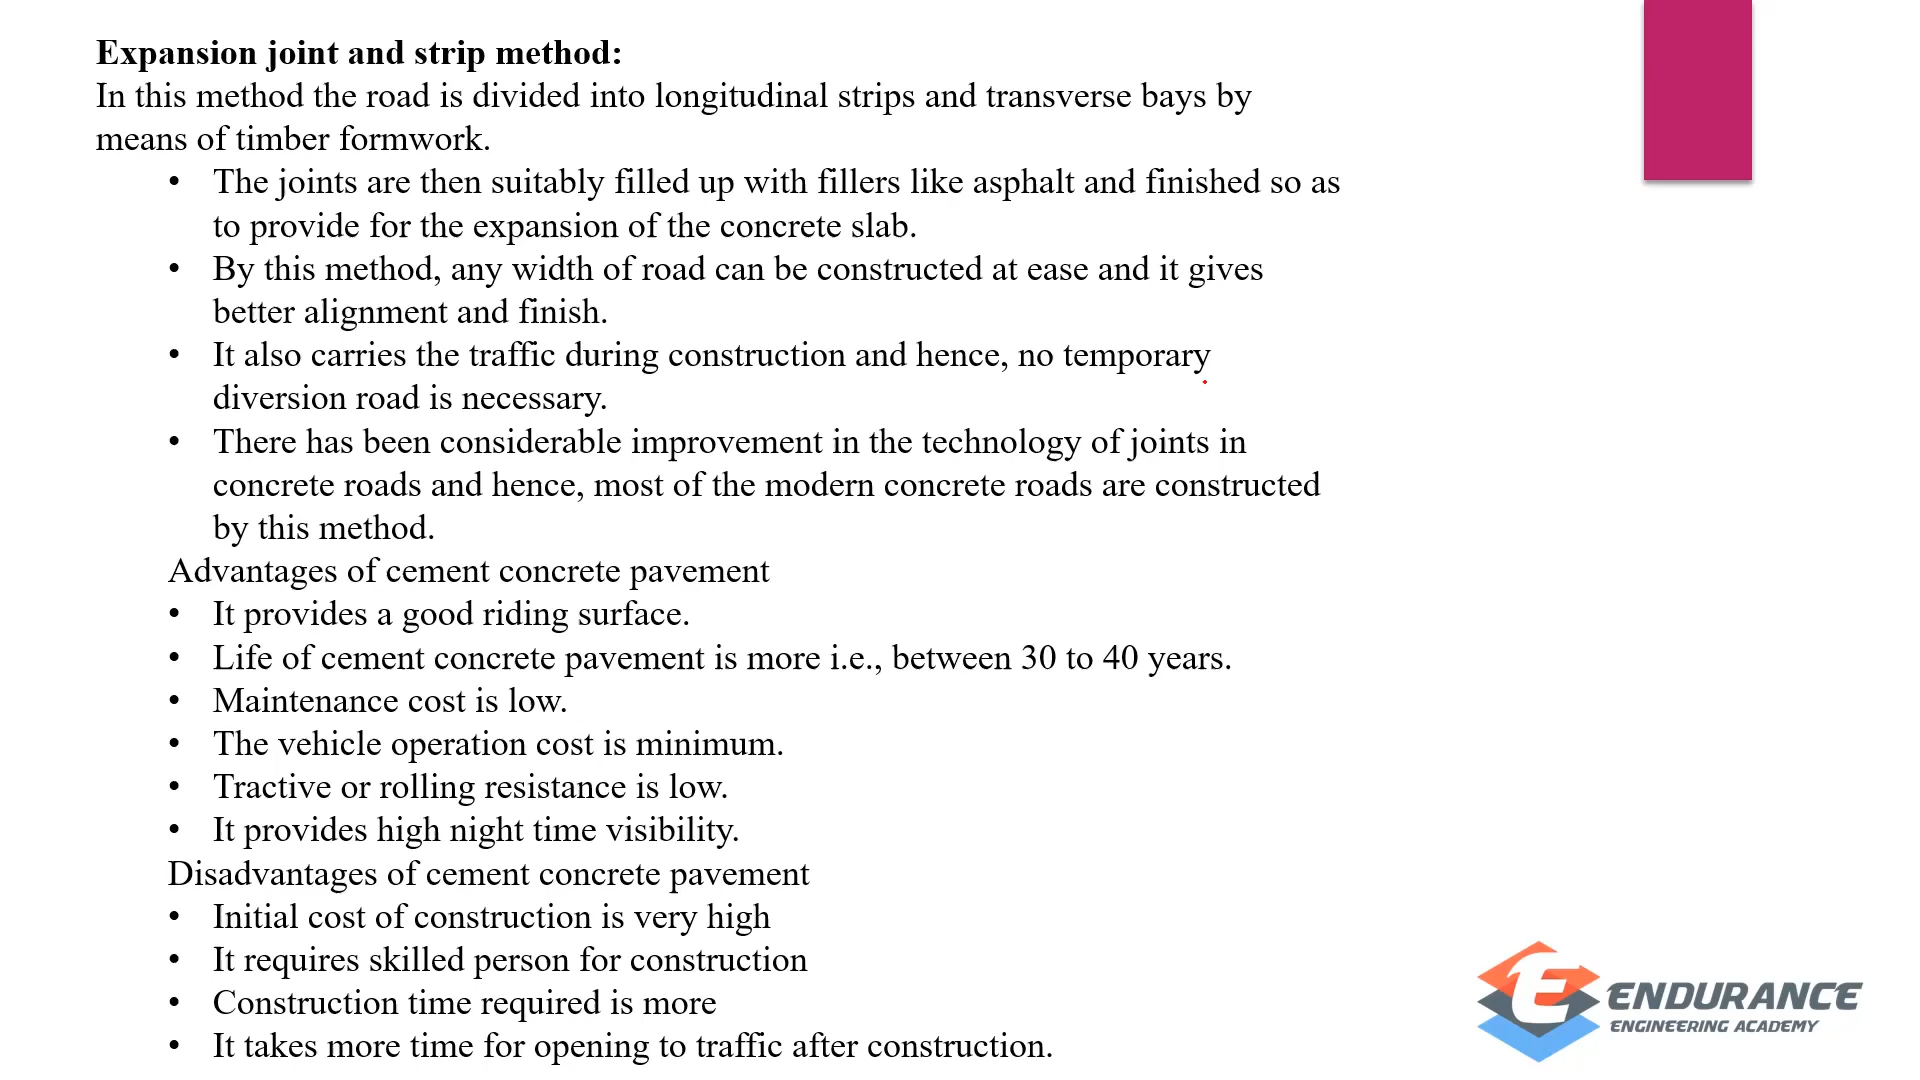 Expansion joint and strip method:
In this method the road is divided into longitudinal strips and transverse bays by
means of timber formwork.
• The joints are then suitably filled up with fillers like asphalt and finished so as
to provide for the expansion of the concrete slab.
• By this method, any width of road can be constructed at ease and it gives
better alignment and finish.
• It also carries the traffic during construction and hence, no temporary
diversion road is necessary.
• There has been considerable improvement in the technology of joints in
concrete roads and hence, most of the modern concrete roads are constructed
by this method.
Advantages of cement concrete pavement
• It provides a good riding surface.
• Life of cement concrete pavement is more i.e., between 30 to 40 years.
• Maintenance cost is low.
• The vehicle operation cost is minimum.
• Tractive or rolling resistance is low.
• It provides high night time visibility.
Disadvantages of cement concrete pavement
• Initial cost of construction is very high
• It requires skilled person for construction
• Construction time required is more
• It takes more time for opening to traffic after construction.
E ENDURANCE
ENGINEERING ACADEMY